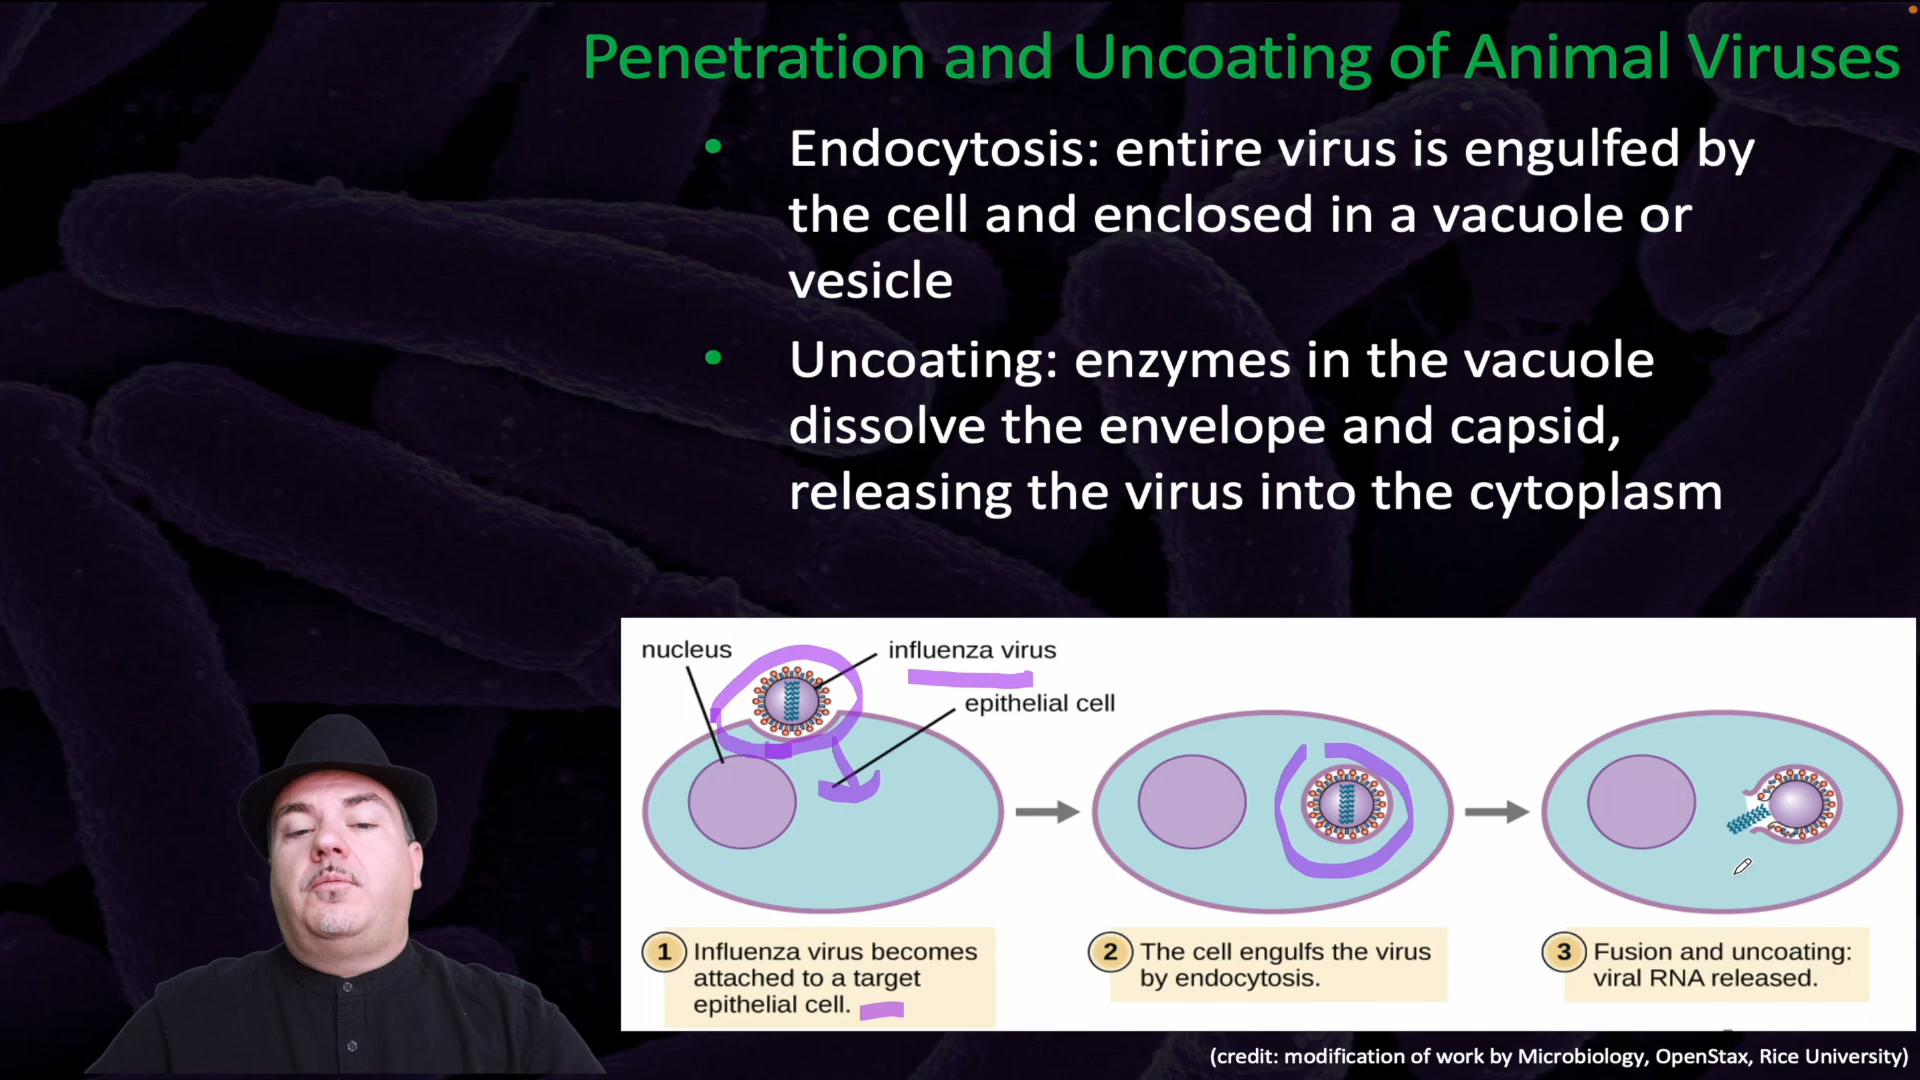 Penetration and Uncoating of Animal Viruses
• Endocytosis: entire virus is engulfed by
the cell and enclosed in a vacuole or
vesicle
• Uncoating: enzymes in the vacuole
dissolve the envelope and capsid,
releasing the virus into the cytoplasm
nucleus
influenza virus
epithelial cell
1 Influenza virus becomes
attached to a target
epithelial cell.
2 The cell engulfs the virus
by endocytosis.
3 Fusion and uncoating:
viral RNA released.
(credit: modification of work by Microbiology, OpenStax, Rice University)